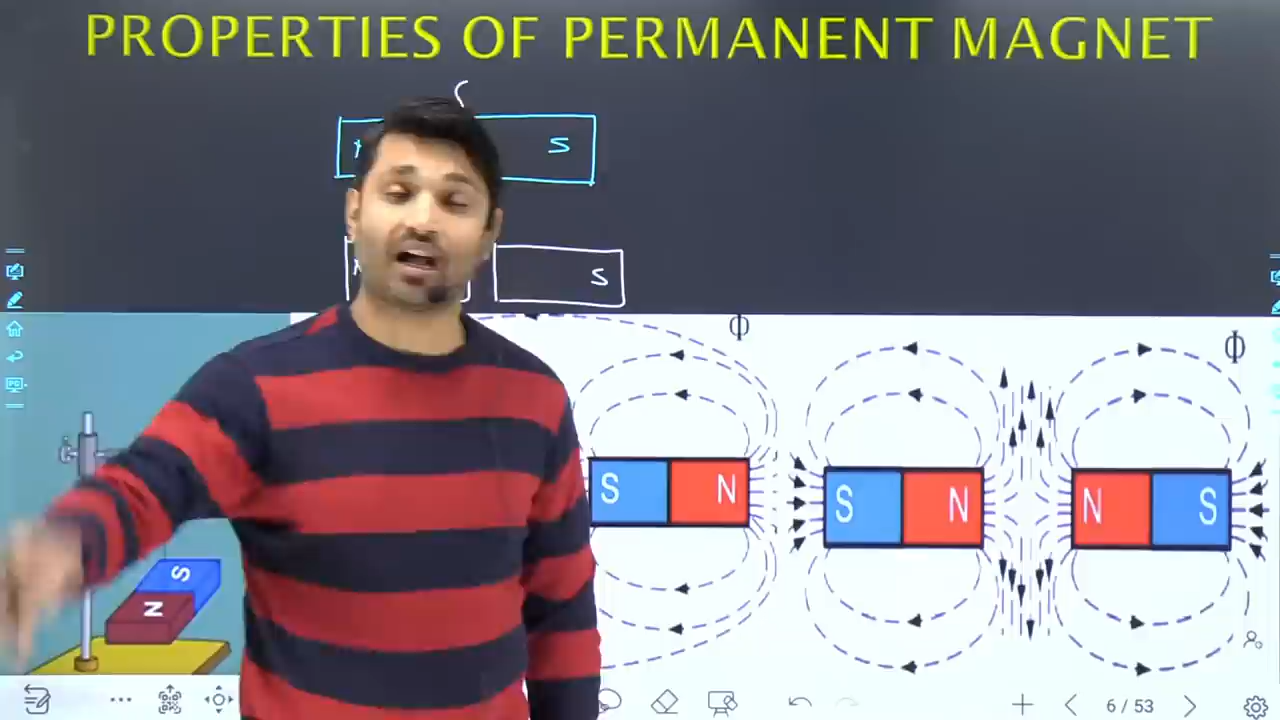 PROPERTIES OF PERMANENT MAGNET
S
S
Φ
Φ
S N
S N
N S
S
N
6 / 53